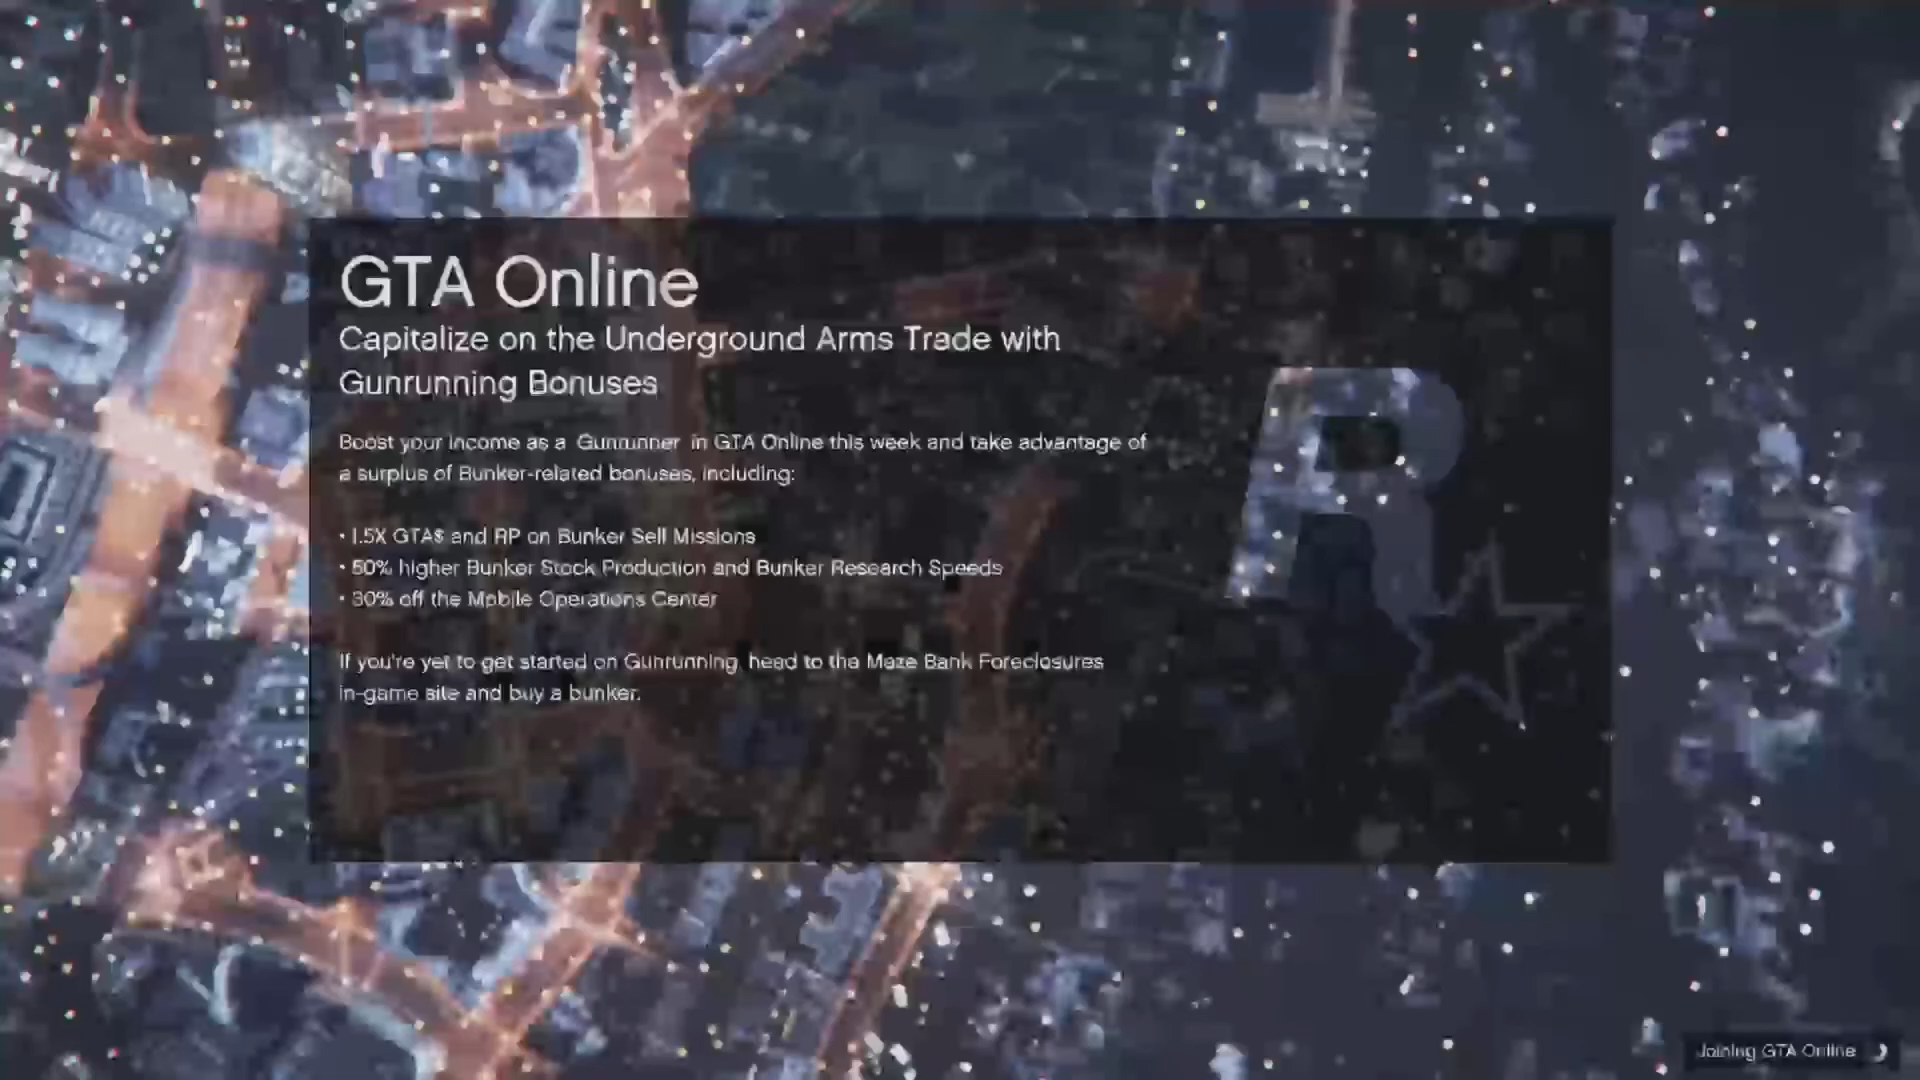 GTA Online
Capitalize on the Underground Arms Trade with
Gunrunning Bonuses
Boost your income as a Gunrunner in GTA Online this week and take advantage of
a surplus of Bunker-related bonuses, including:
• 1.5X GTA$ and RP on Bunker Sell Missions
• 50% higher Bunker Stock Production and Bunker Research Speeds
• 30% off the Mobile Operations Center
If you're yet to get started on Gunrunning, head to the Maze Bank Foreclosures
in-game site and buy a bunker.
R
Joining GTA Online